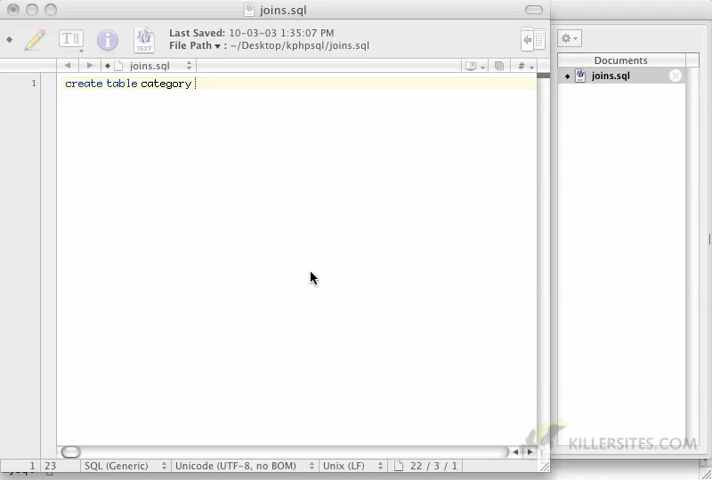 joins.sql
Last Saved: 10-03-03 1:35:07 PM
File Path ▾ : ~/Desktop/kphpsql/joins.sql
TEXT
joins.sql
#
1
create table category
Documents
joins.sql
KILLERSITES.COM
1 23 SQL (Generic) Unicode (UTF-8, no BOM) Unix (LF) 22 / 3 / 1